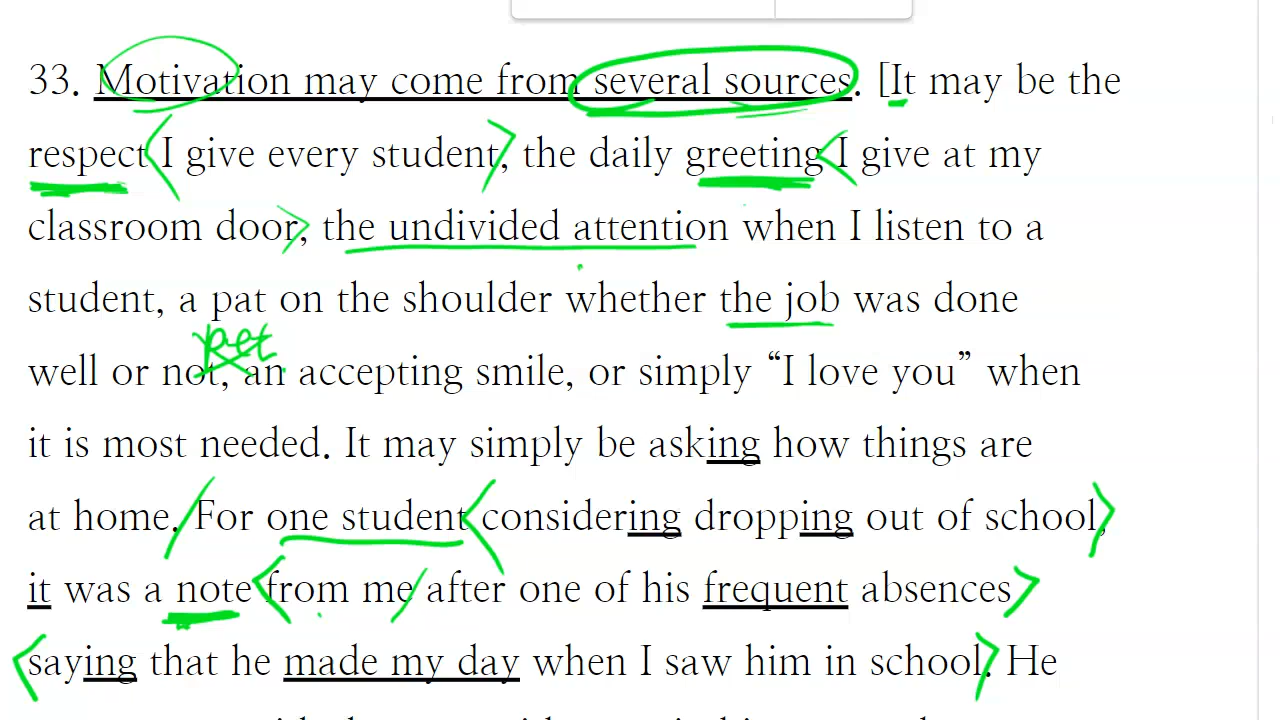 33. Motivation may come from several sources. [It may be the
respect I give every student, the daily greeting I give at my
classroom door, the undivided attention when I listen to a
student, a pat on the shoulder whether the job was done
pet
well or not, an accepting smile, or simply “I love you” when
it is most needed. It may simply be asking how things are
at home. For one student considering dropping out of school,
it was a note from me after one of his frequent absences
saying that he made my day when I saw him in school. He